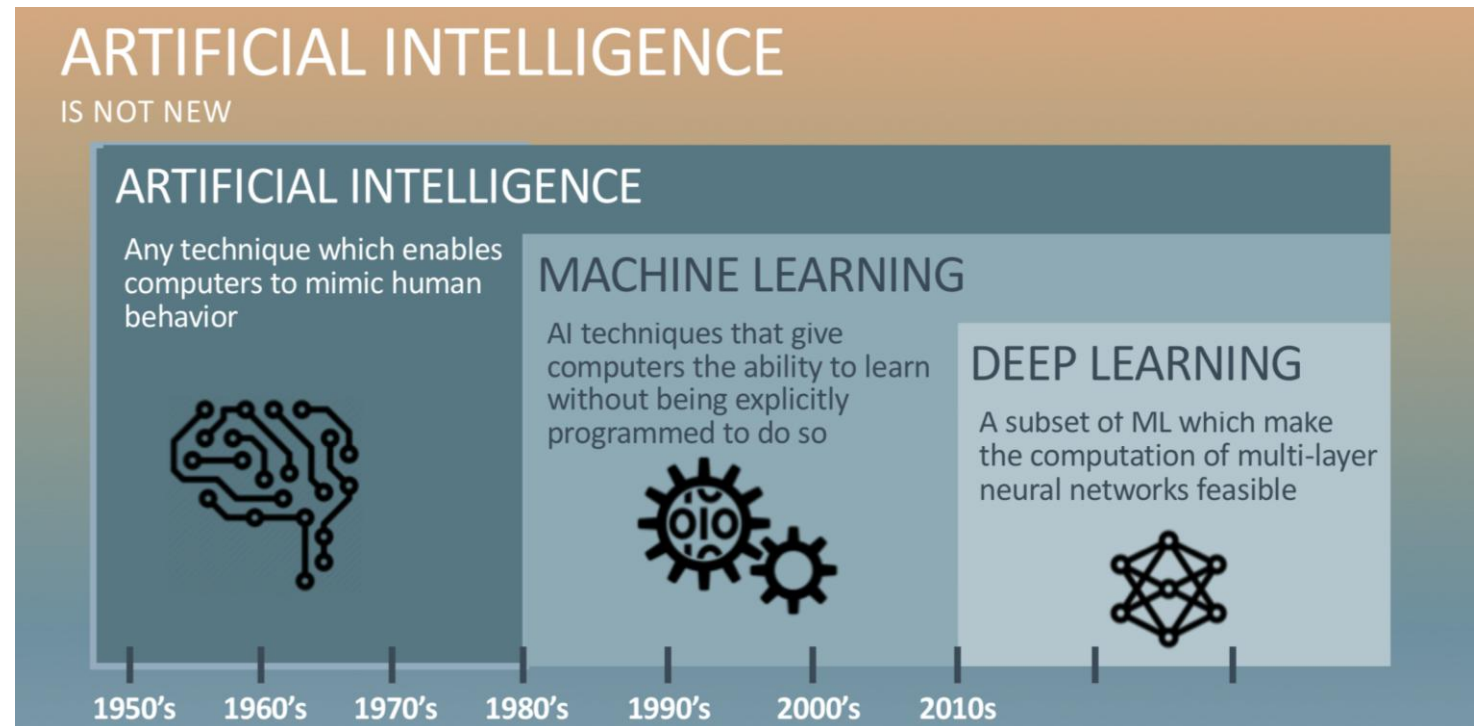 ARTIFICIAL INTELLIGENCE
IS NOT NEW
ARTIFICIAL INTELLIGENCE
Any technique which enables
computers to mimic human
behavior
MACHINE LEARNING
AI techniques that give
computers the ability to learn
without being explicitly
programmed to do so
DEEP LEARNING
A subset of ML which make
the computation of multi-layer
neural networks feasible
OIO
1950's 1960's 1970's 1980's 1990's 2000's 2010s